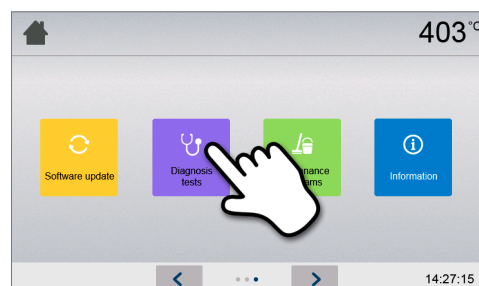 403 °C
Software update
Diagnosis
tests
Information
14:27:15